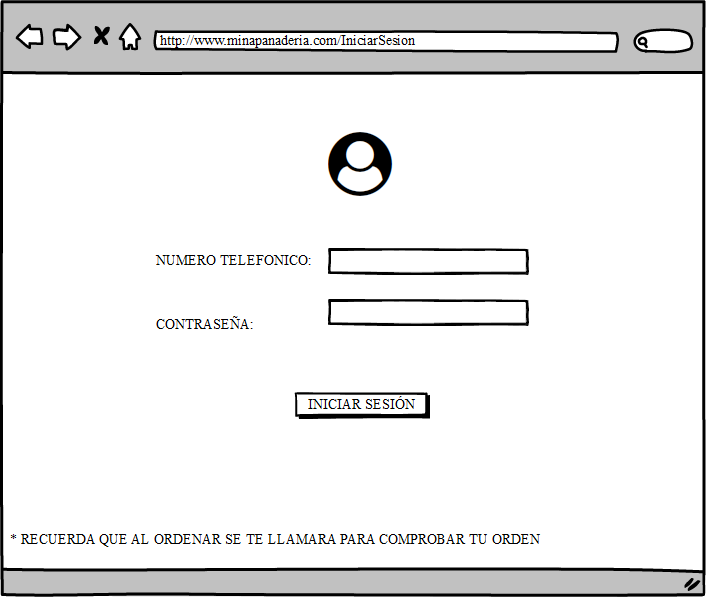 http://www.minapanaderia.com/IniciarSesion
NUMERO TELEFONICO:
CONTRASEÑA:
INICIAR SESIÓN
* RECUERDA QUE AL ORDENAR SE TE LLAMARA PARA COMPROBAR TU ORDEN